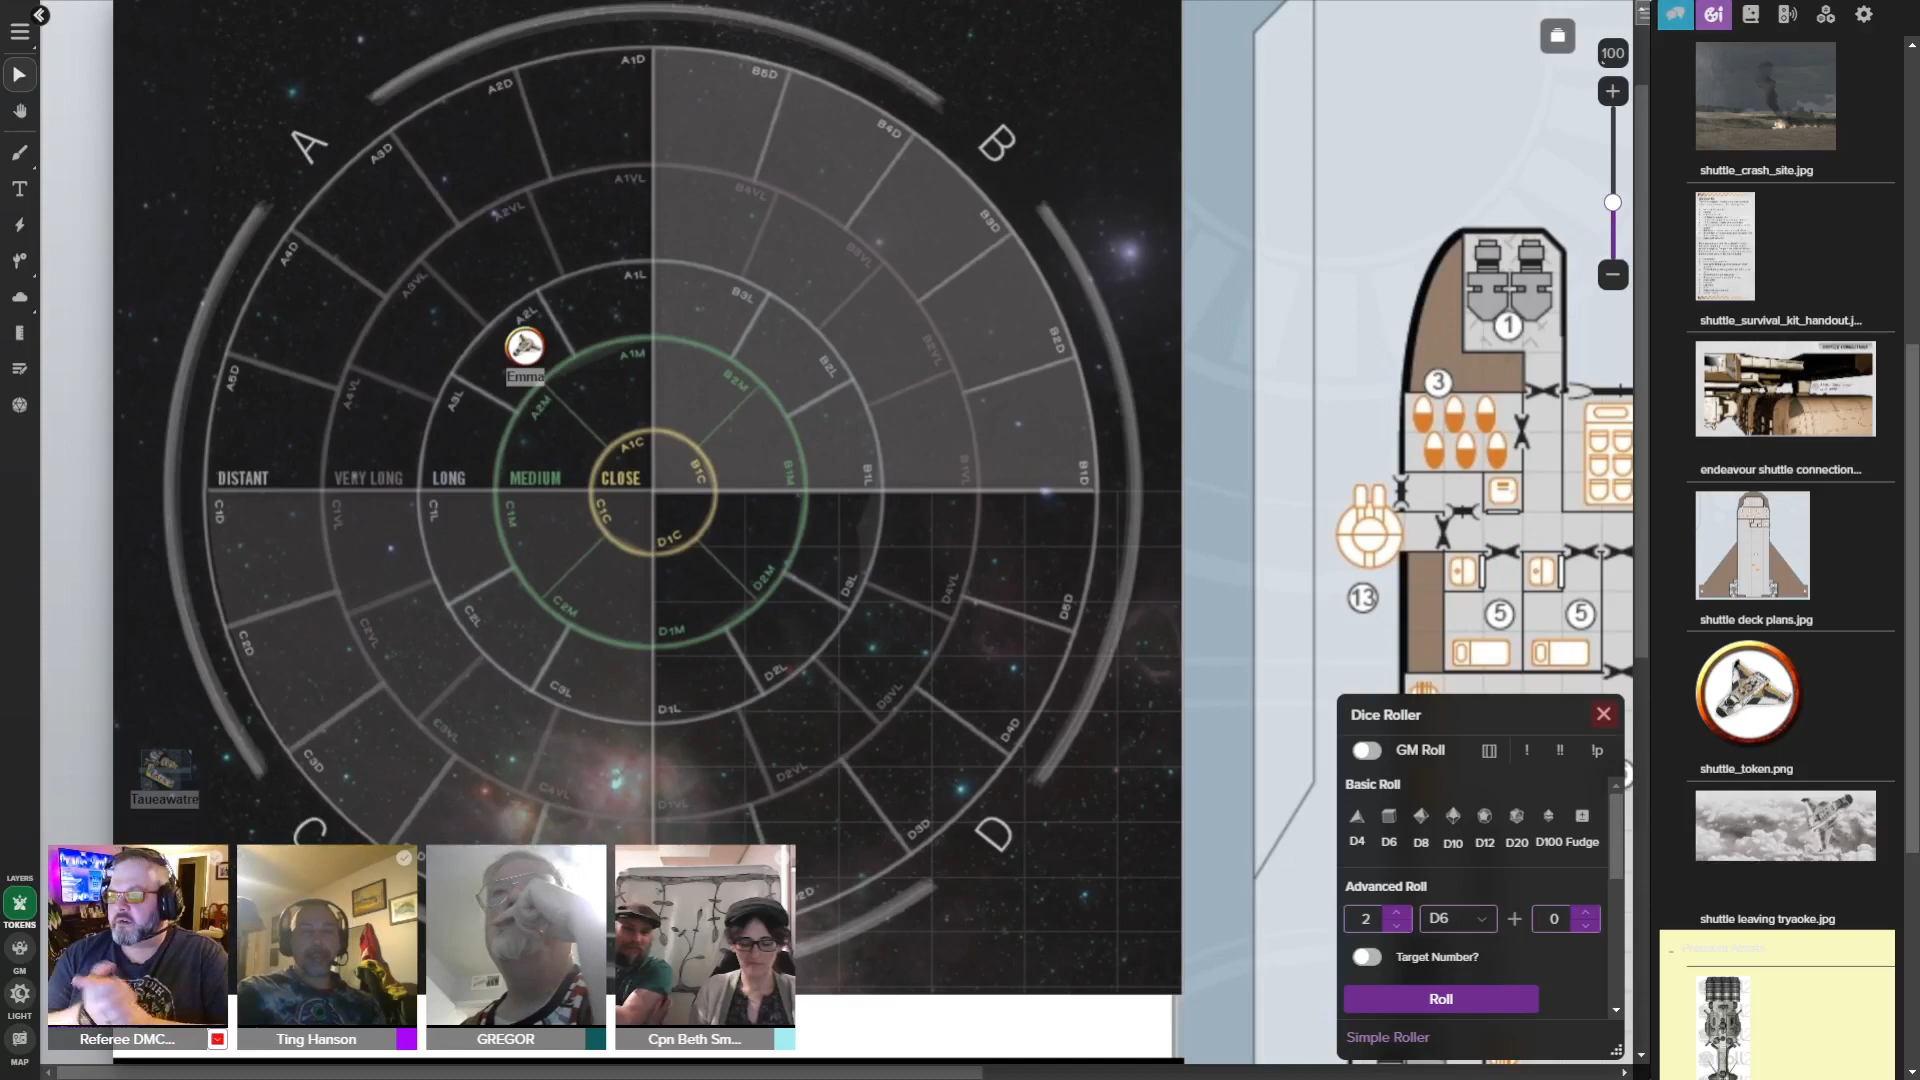 100
A
B
C
D
A1D
B5D
A2D
B4D
A3D
B3D
A4D
B2D
A5D
B1D
A1VL
B4VL
A2VL
B3VL
A3VL
B2VL
A4VL
B1VL
A1L
B3L
A2L
B2L
A3L
B1L
A1M
B2M
A2M
B1M
A1C
B1C
Emma
DISTANT
VERY LONG
LONG
MEDIUM
CLOSE
C1D
C1VL
C1L
C1M
C1C
D1C
C2M
D2M
D1M
C2L
D3L
C3L
D2L
D1L
C2VL
D4VL
C3VL
D3VL
C4VL
D2VL
D1VL
C2D
D5D
C3D
D4D
D3D
Taueawatre
1
3
5
5
13
LAYERS
TOKENS
GM
LIGHT
MAP
Referee DMC...
Ting Hanson
GREGOR
Cpn Beth Sm...
Dice Roller
GM Roll
[[]]
!
!!
!p
Basic Roll
D4
D6
D8
D10
D12
D20
D100
Fudge
Advanced Roll
2
D6
0
Target Number?
Roll
Simple Roller
shuttle_crash_site.jpg
shuttle_survival_kit_handout.j...
endeavour shuttle connection...
shuttle deck plans.jpg
shuttle_token.png
shuttle leaving tryaoke.jpg